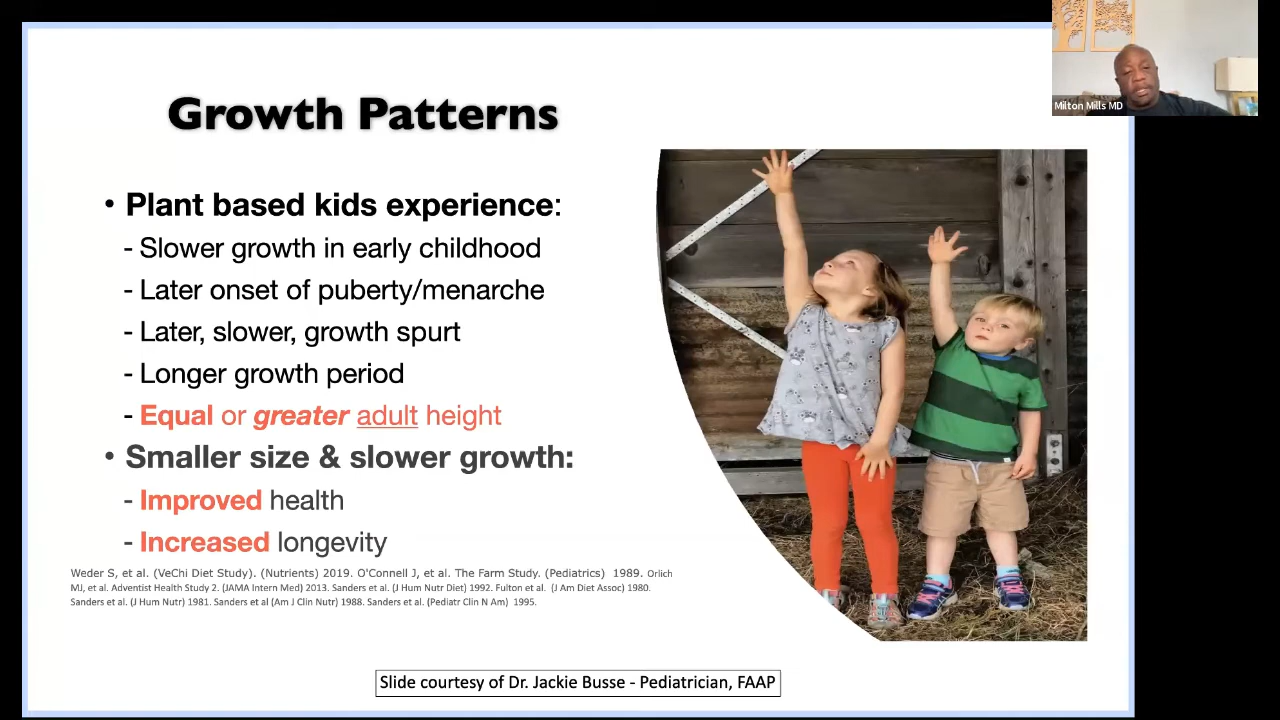 Milton Mills MD
Growth Patterns
• Plant based kids experience:
- Slower growth in early childhood
- Later onset of puberty/menarche
- Later, slower, growth spurt
- Longer growth period
- Equal or greater adult height
• Smaller size & slower growth:
- Improved health
- Increased longevity
Weder S, et al. (VeChi Diet Study). (Nutrients) 2019. O'Connell J, et al. The Farm Study. (Pediatrics) 1989. Orlich
MJ, et al. Adventist Health Study 2. (JAMA Intern Med) 2013. Sanders et al. (J Hum Nutr Diet) 1992. Fulton et al. (J Am Diet Assoc) 1980.
Sanders et al. (J Hum Nutr) 1981. Sanders et al (Am J Clin Nutr) 1988. Sanders et al. (Pediatr Clin N Am) 1995.
Slide courtesy of Dr. Jackie Busse - Pediatrician, FAAP